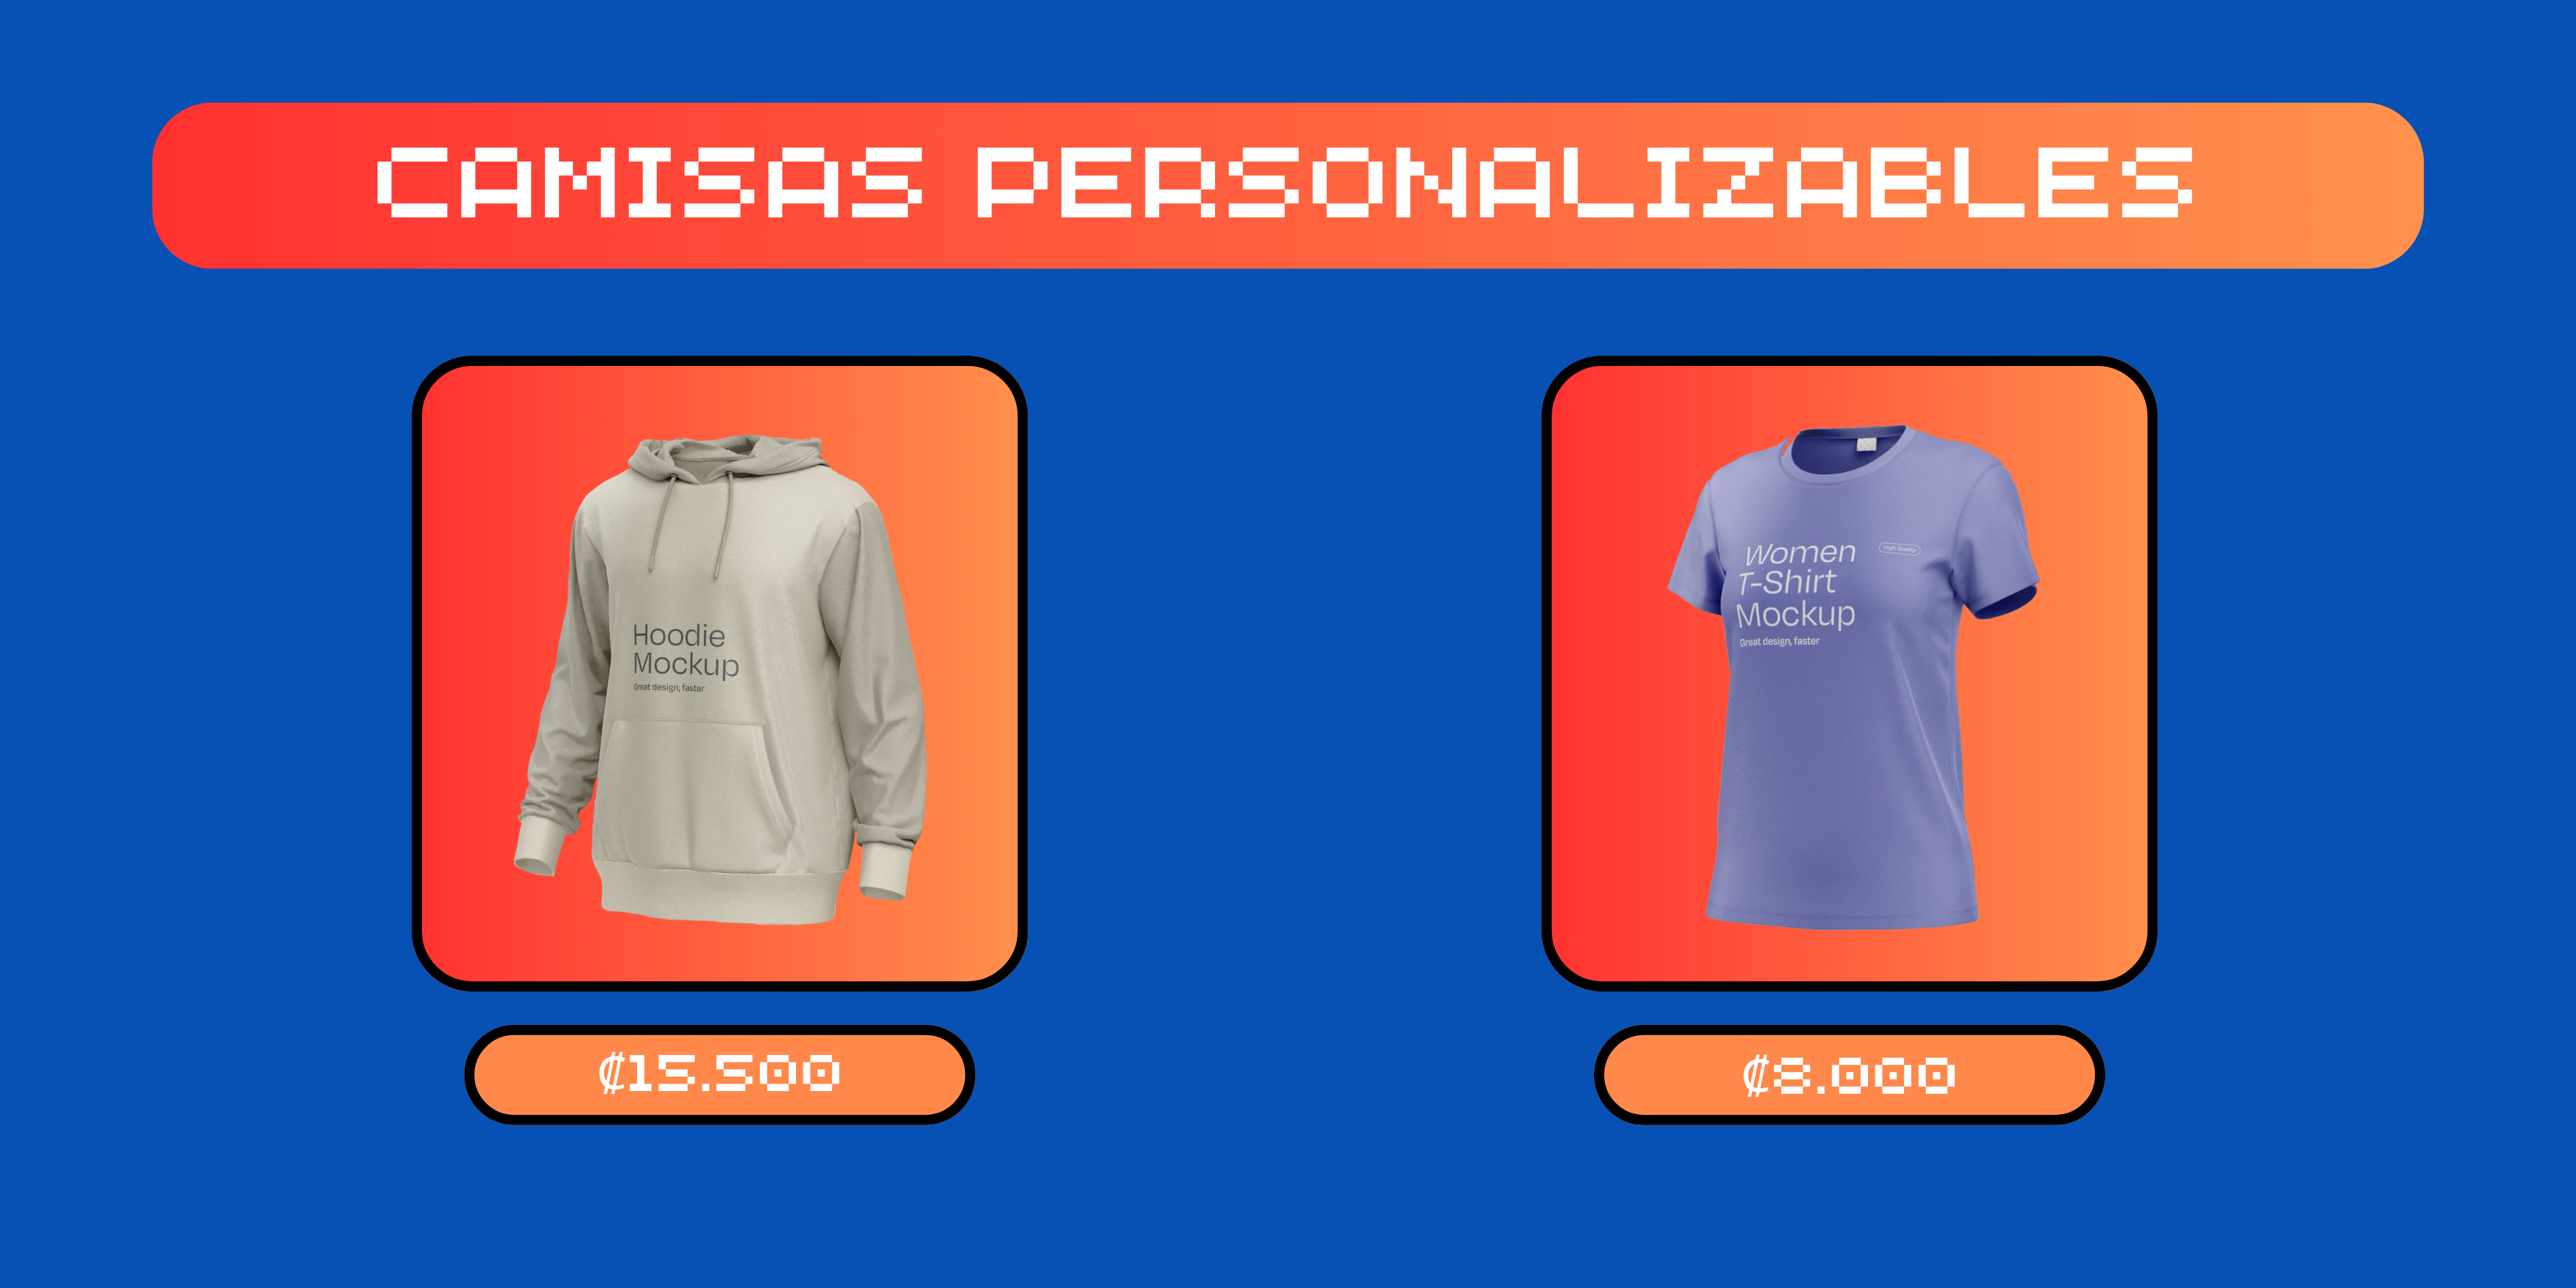 CAMISAS PERSONALIZABLES
Hoodie
Mockup
Great design, faster
Women
T-Shirt
Mockup
Great design, faster
High Quality
₡15.500
₡8.000